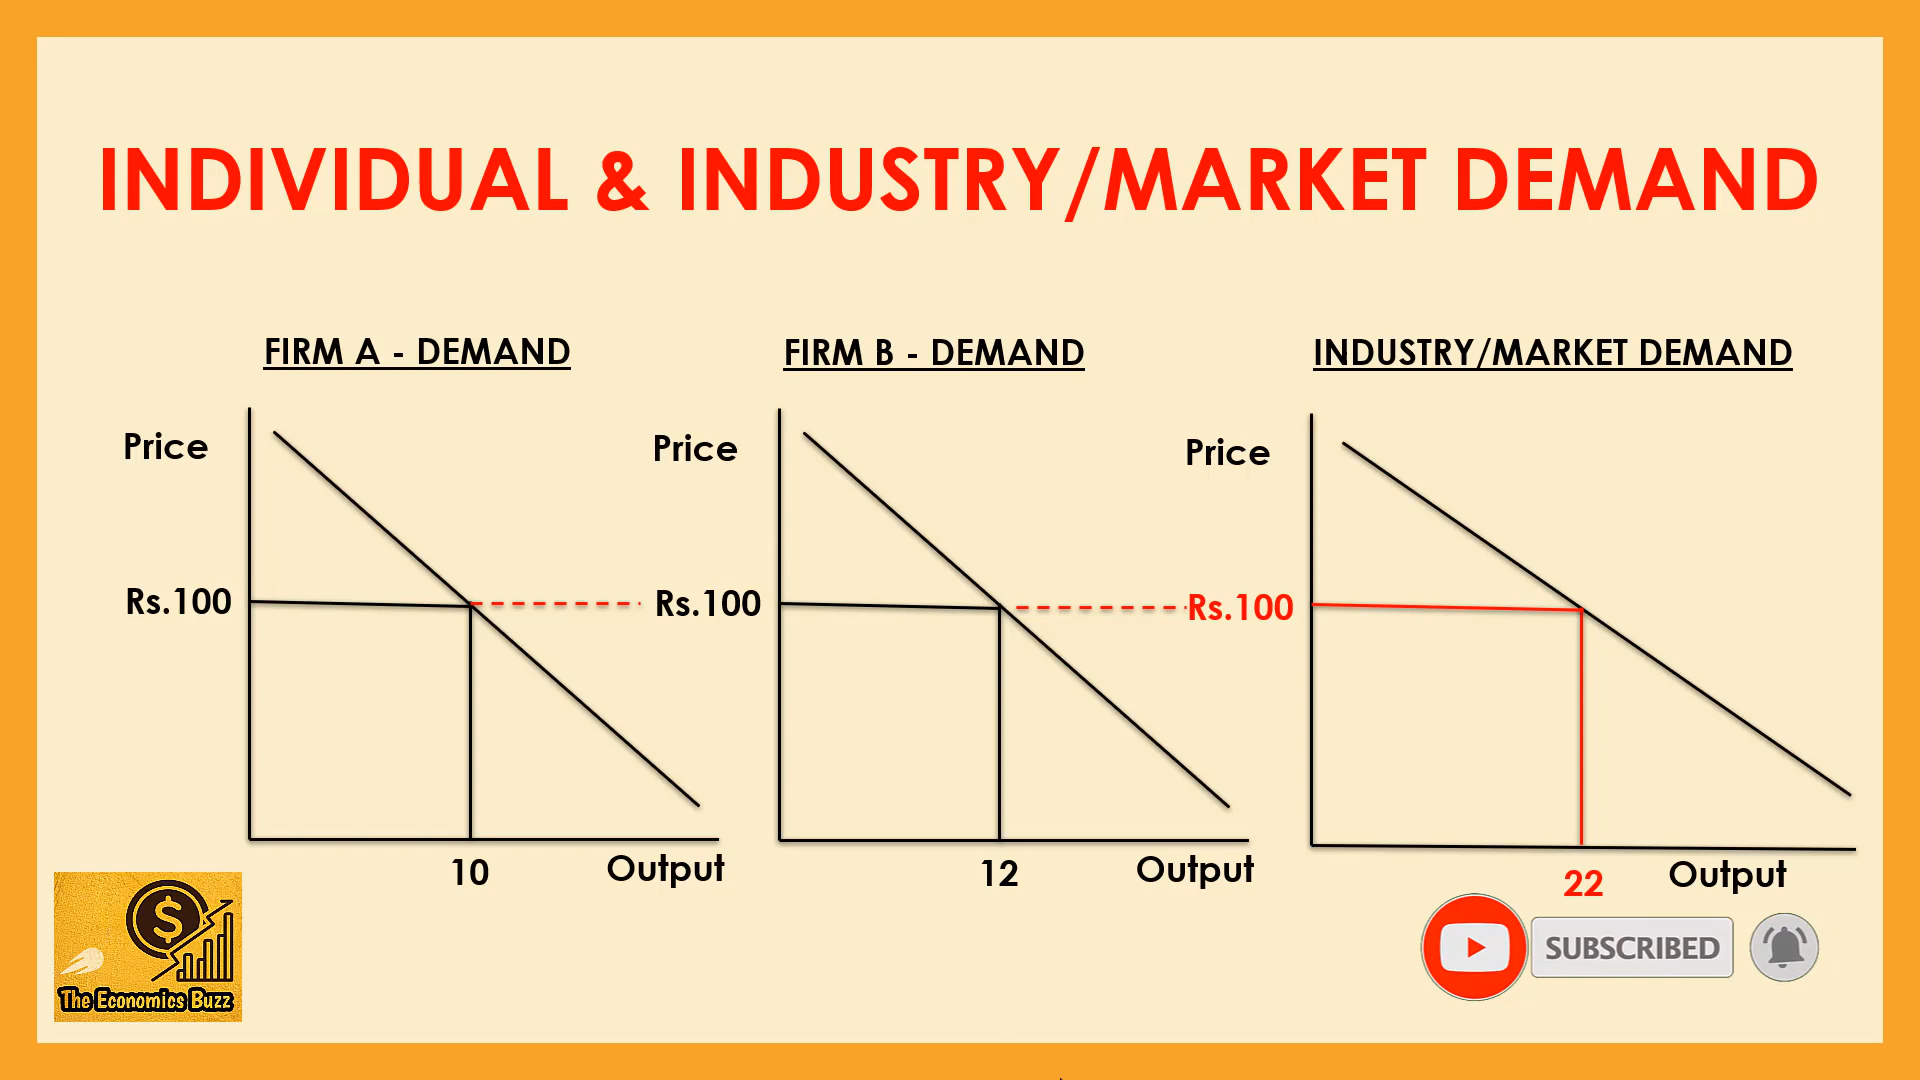 INDIVIDUAL & INDUSTRY/MARKET DEMAND
FIRM A - DEMAND
Price
Rs.100
10
Output
FIRM B - DEMAND
Price
Rs.100
12
Output
INDUSTRY/MARKET DEMAND
Price
Rs.100
22
Output
$
The Economics Buzz
SUBSCRIBED